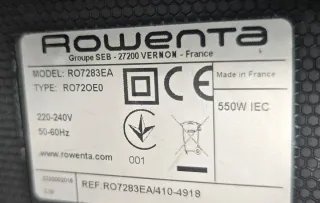 Rowenta
Groupe SEB - 27200 VERNON - France
MODEL: RO7283EA
TYPE: RO72OE0
CE
Made in France
220-240V
50-60Hz
550W IEC
001
www.rowenta.com
REF.RO7283EA/410-4918